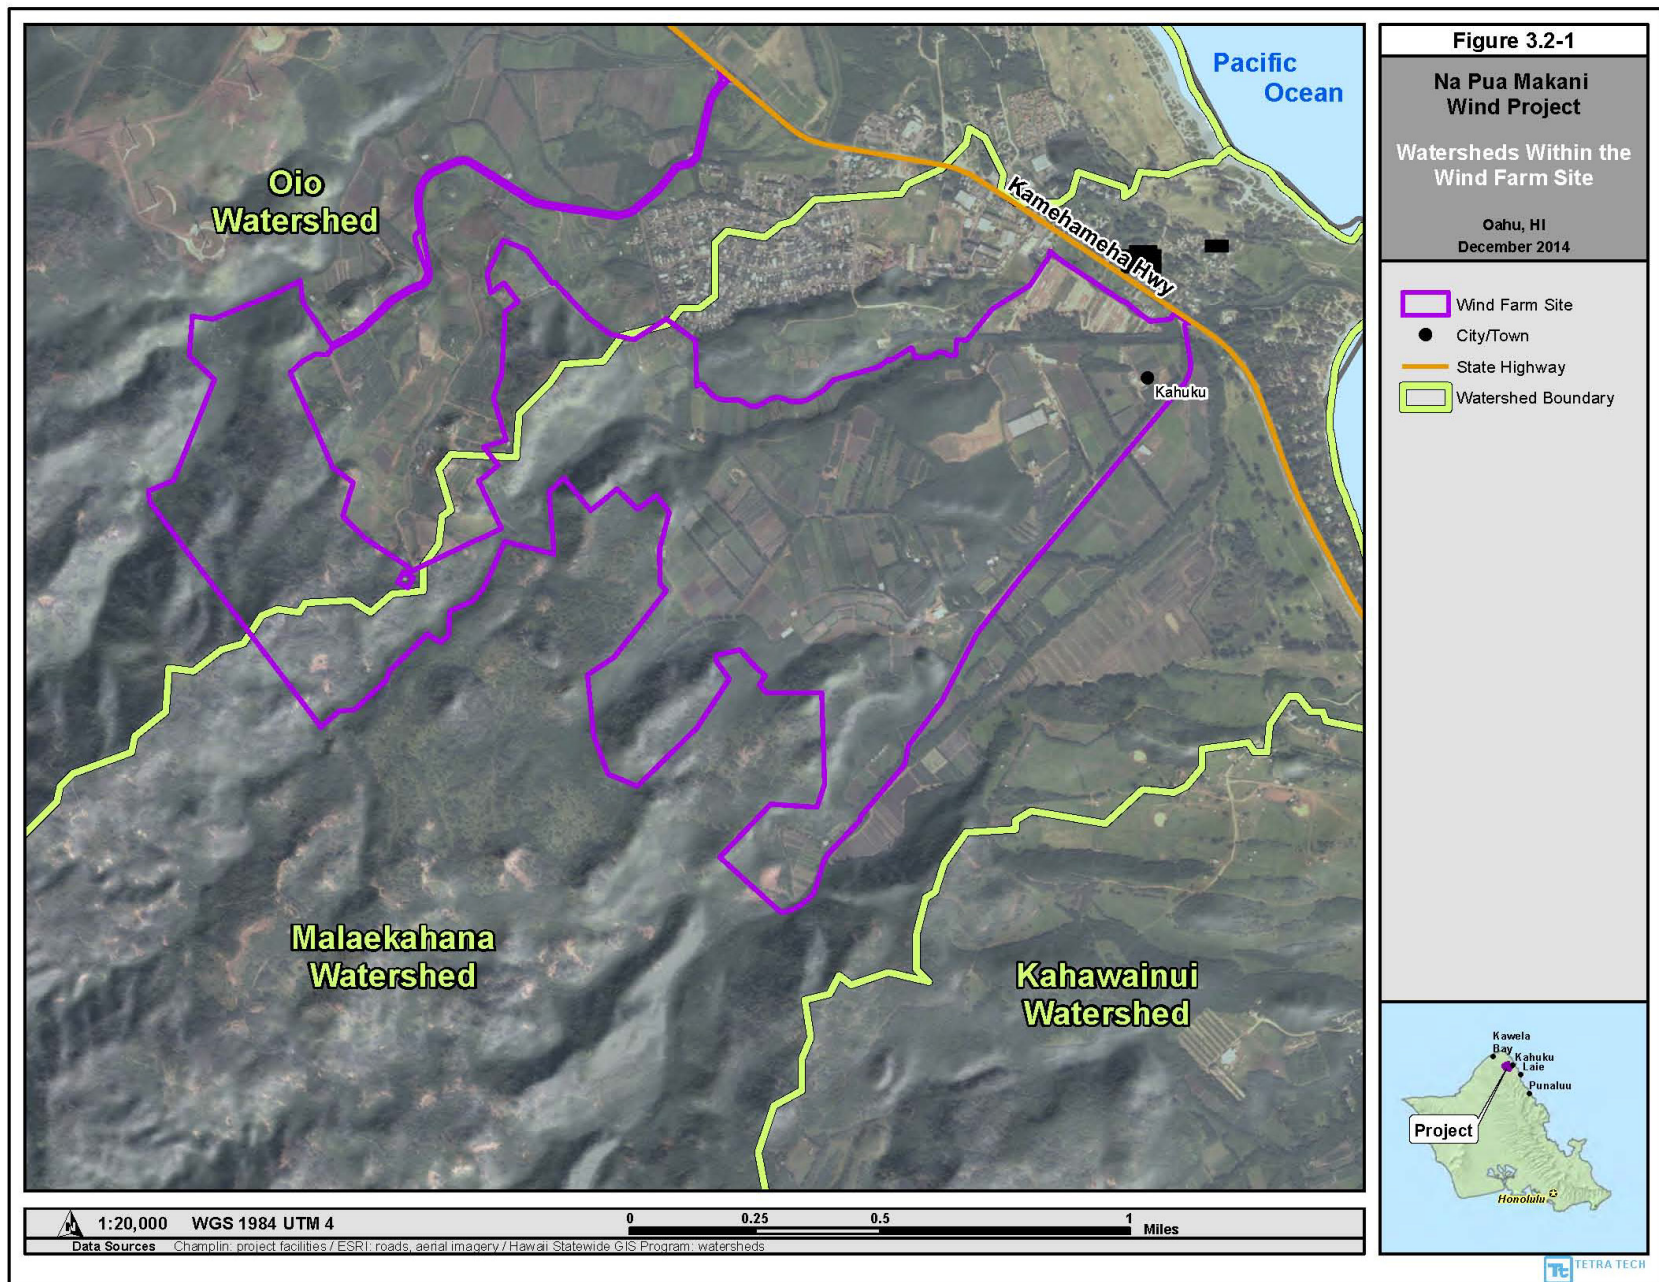 Figure 3.2-1
Na Pua Makani
Wind Project
Watersheds Within the
Wind Farm Site
Oahu, HI
December 2014
Wind Farm Site
City/Town
State Highway
Watershed Boundary
Pacific
Ocean
Oio
Watershed
Kamehameha Hwy
Kahuku
Malaekahana
Watershed
Kahawainui
Watershed
Kawela
Bay
Kahuku
Laie
Punaluu
Project
Honolulu
N
1:20,000 WGS 1984 UTM 4
0 0.25 0.5 1
Miles
Data Sources Champlin: project facilities / ESRI: roads, aerial imagery / Hawaii Statewide GIS Program: watersheds
Tt TETRA TECH